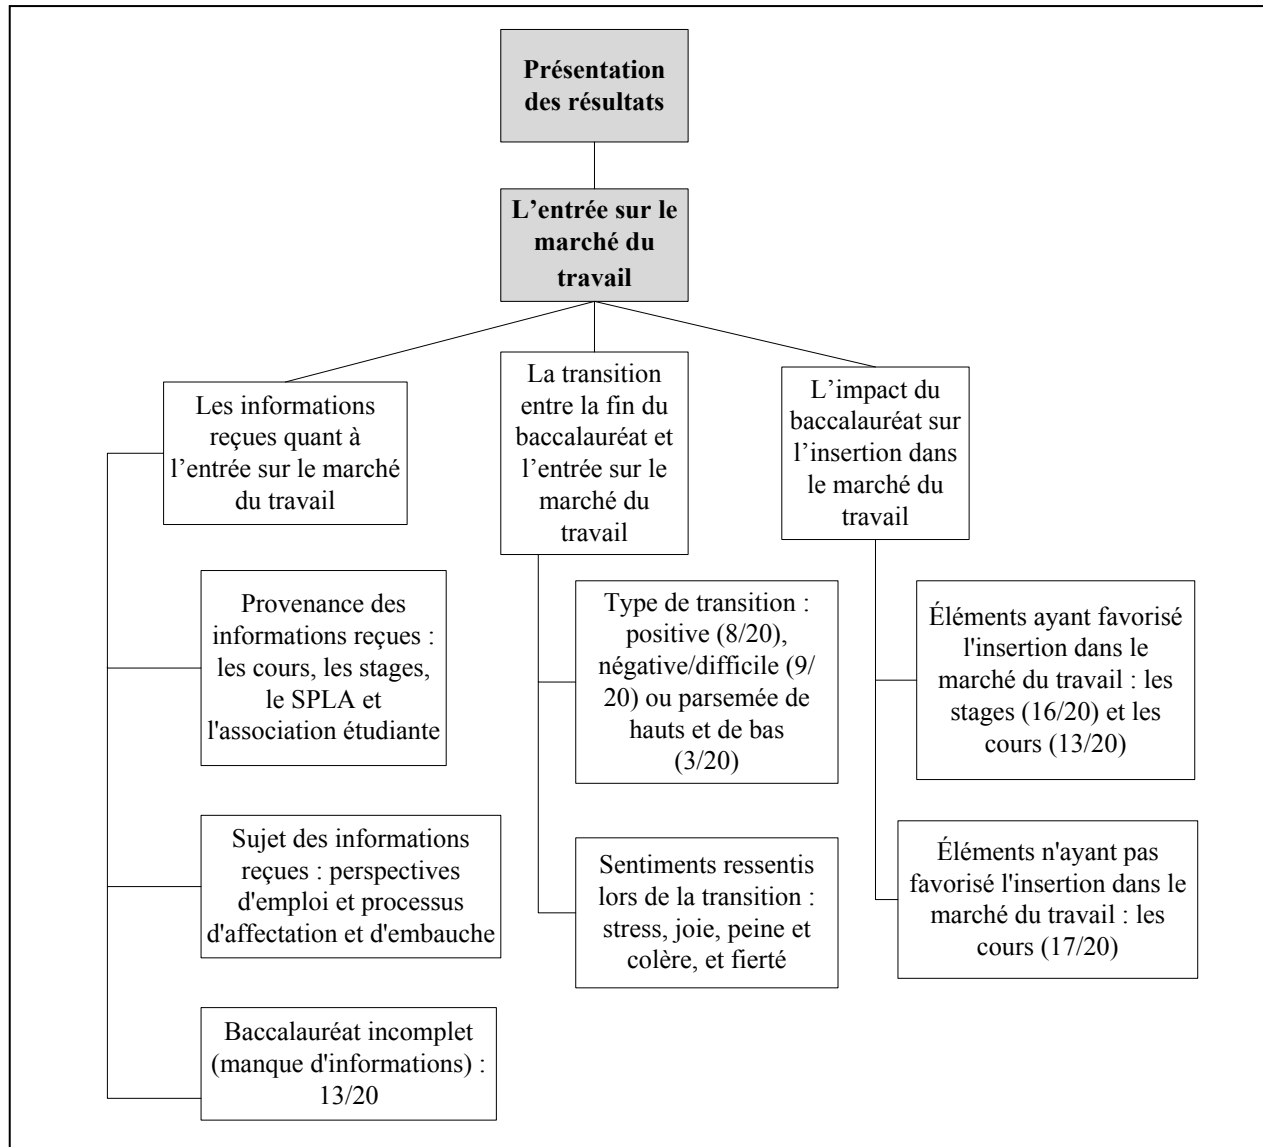 Présentation
des résultats
L’entrée sur le
marché du
travail
Les informations
reçues quant à
l’entrée sur le marché
du travail
Provenance des
informations reçues :
les cours, les stages,
le SPLA et
l'association étudiante
Sujet des informations
reçues : perspectives
d'emploi et processus
d'affectation et d'embauche
Baccalauréat incomplet
(manque d'informations) :
13/20
La transition
entre la fin du
baccalauréat et
l’entrée sur le
marché du
travail
Type de transition :
positive (8/20),
négative/difficile (9/
20) ou parsemée de
hauts et de bas
(3/20)
Sentiments ressentis
lors de la transition :
stress, joie, peine et
colère, et fierté
L’impact du
baccalauréat sur
l’insertion dans
le marché du
travail
Éléments ayant favorisé
l'insertion dans le
marché du travail : les
stages (16/20) et les
cours (13/20)
Éléments n'ayant pas
favorisé l'insertion dans le
marché du travail : les
cours (17/20)